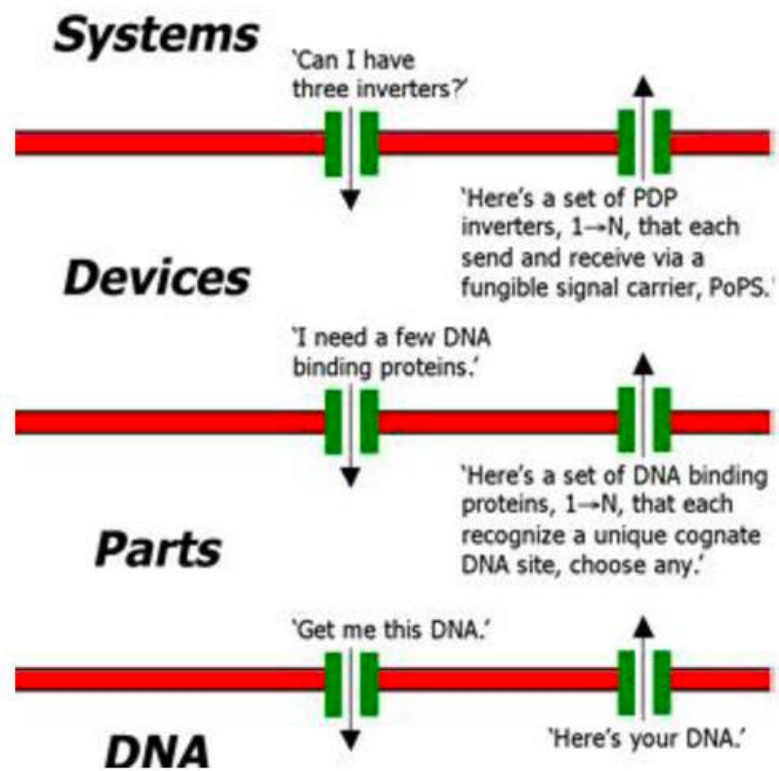 Systems
'Can I have
three inverters?'
'Here's a set of PDP
inverters, 1→N, that each
send and receive via a
fungible signal carrier, PoPS.'
Devices
'I need a few DNA
binding proteins.'
'Here's a set of DNA binding
proteins, 1→N, that each
recognize a unique cognate
DNA site, choose any.'
Parts
'Get me this DNA.'
'Here's your DNA.'
DNA